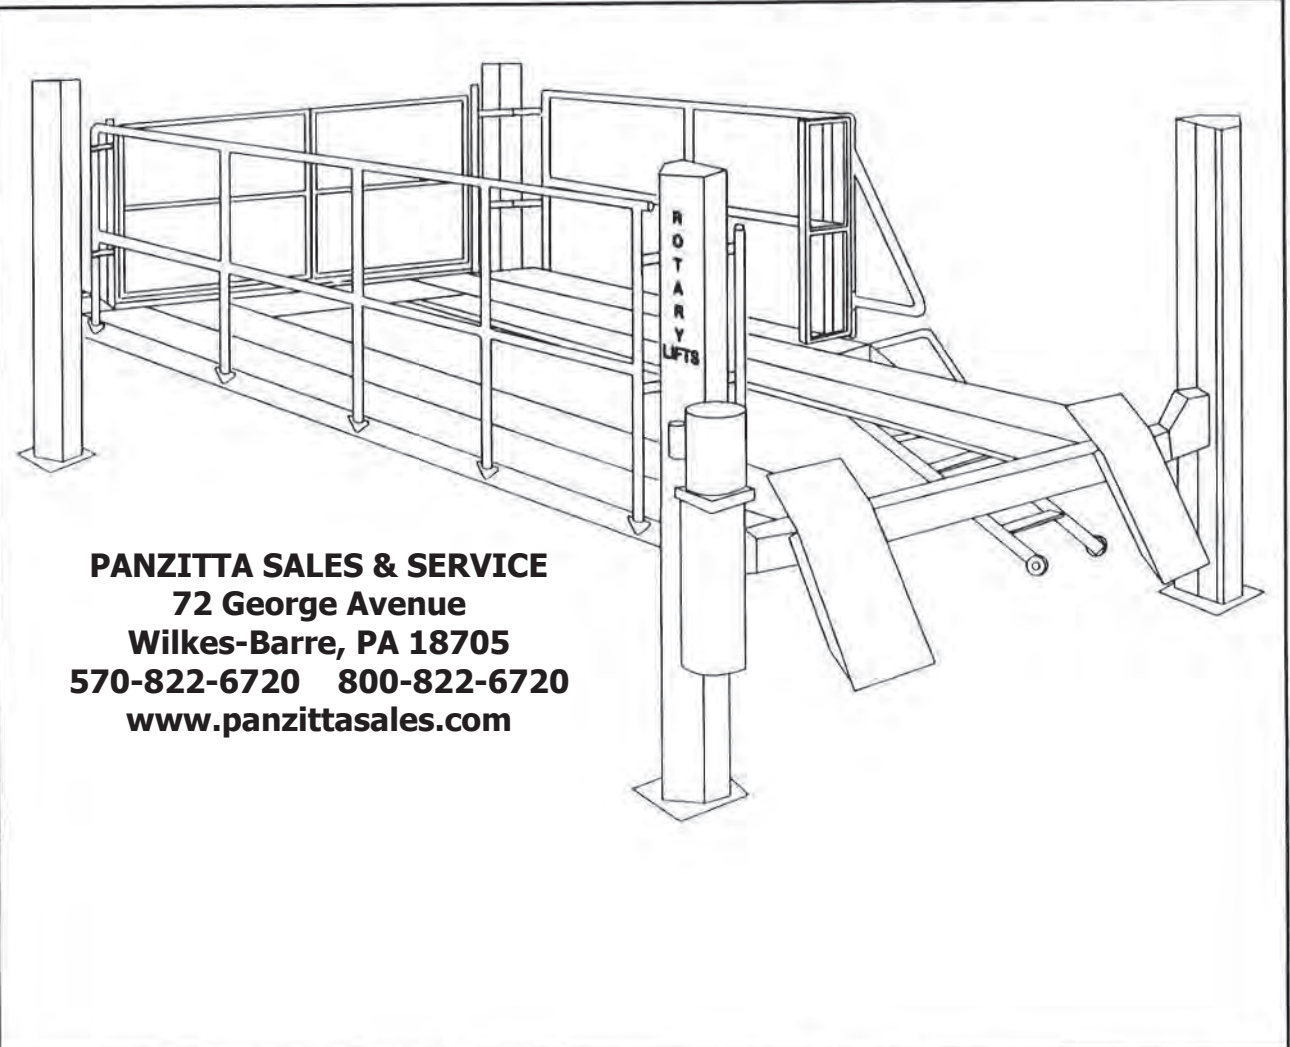 R
O
T
A
R
Y
LIFTS
PANZITTA SALES & SERVICE
72 George Avenue
Wilkes-Barre, PA 18705
570-822-6720 800-822-6720
www.panzittasales.com